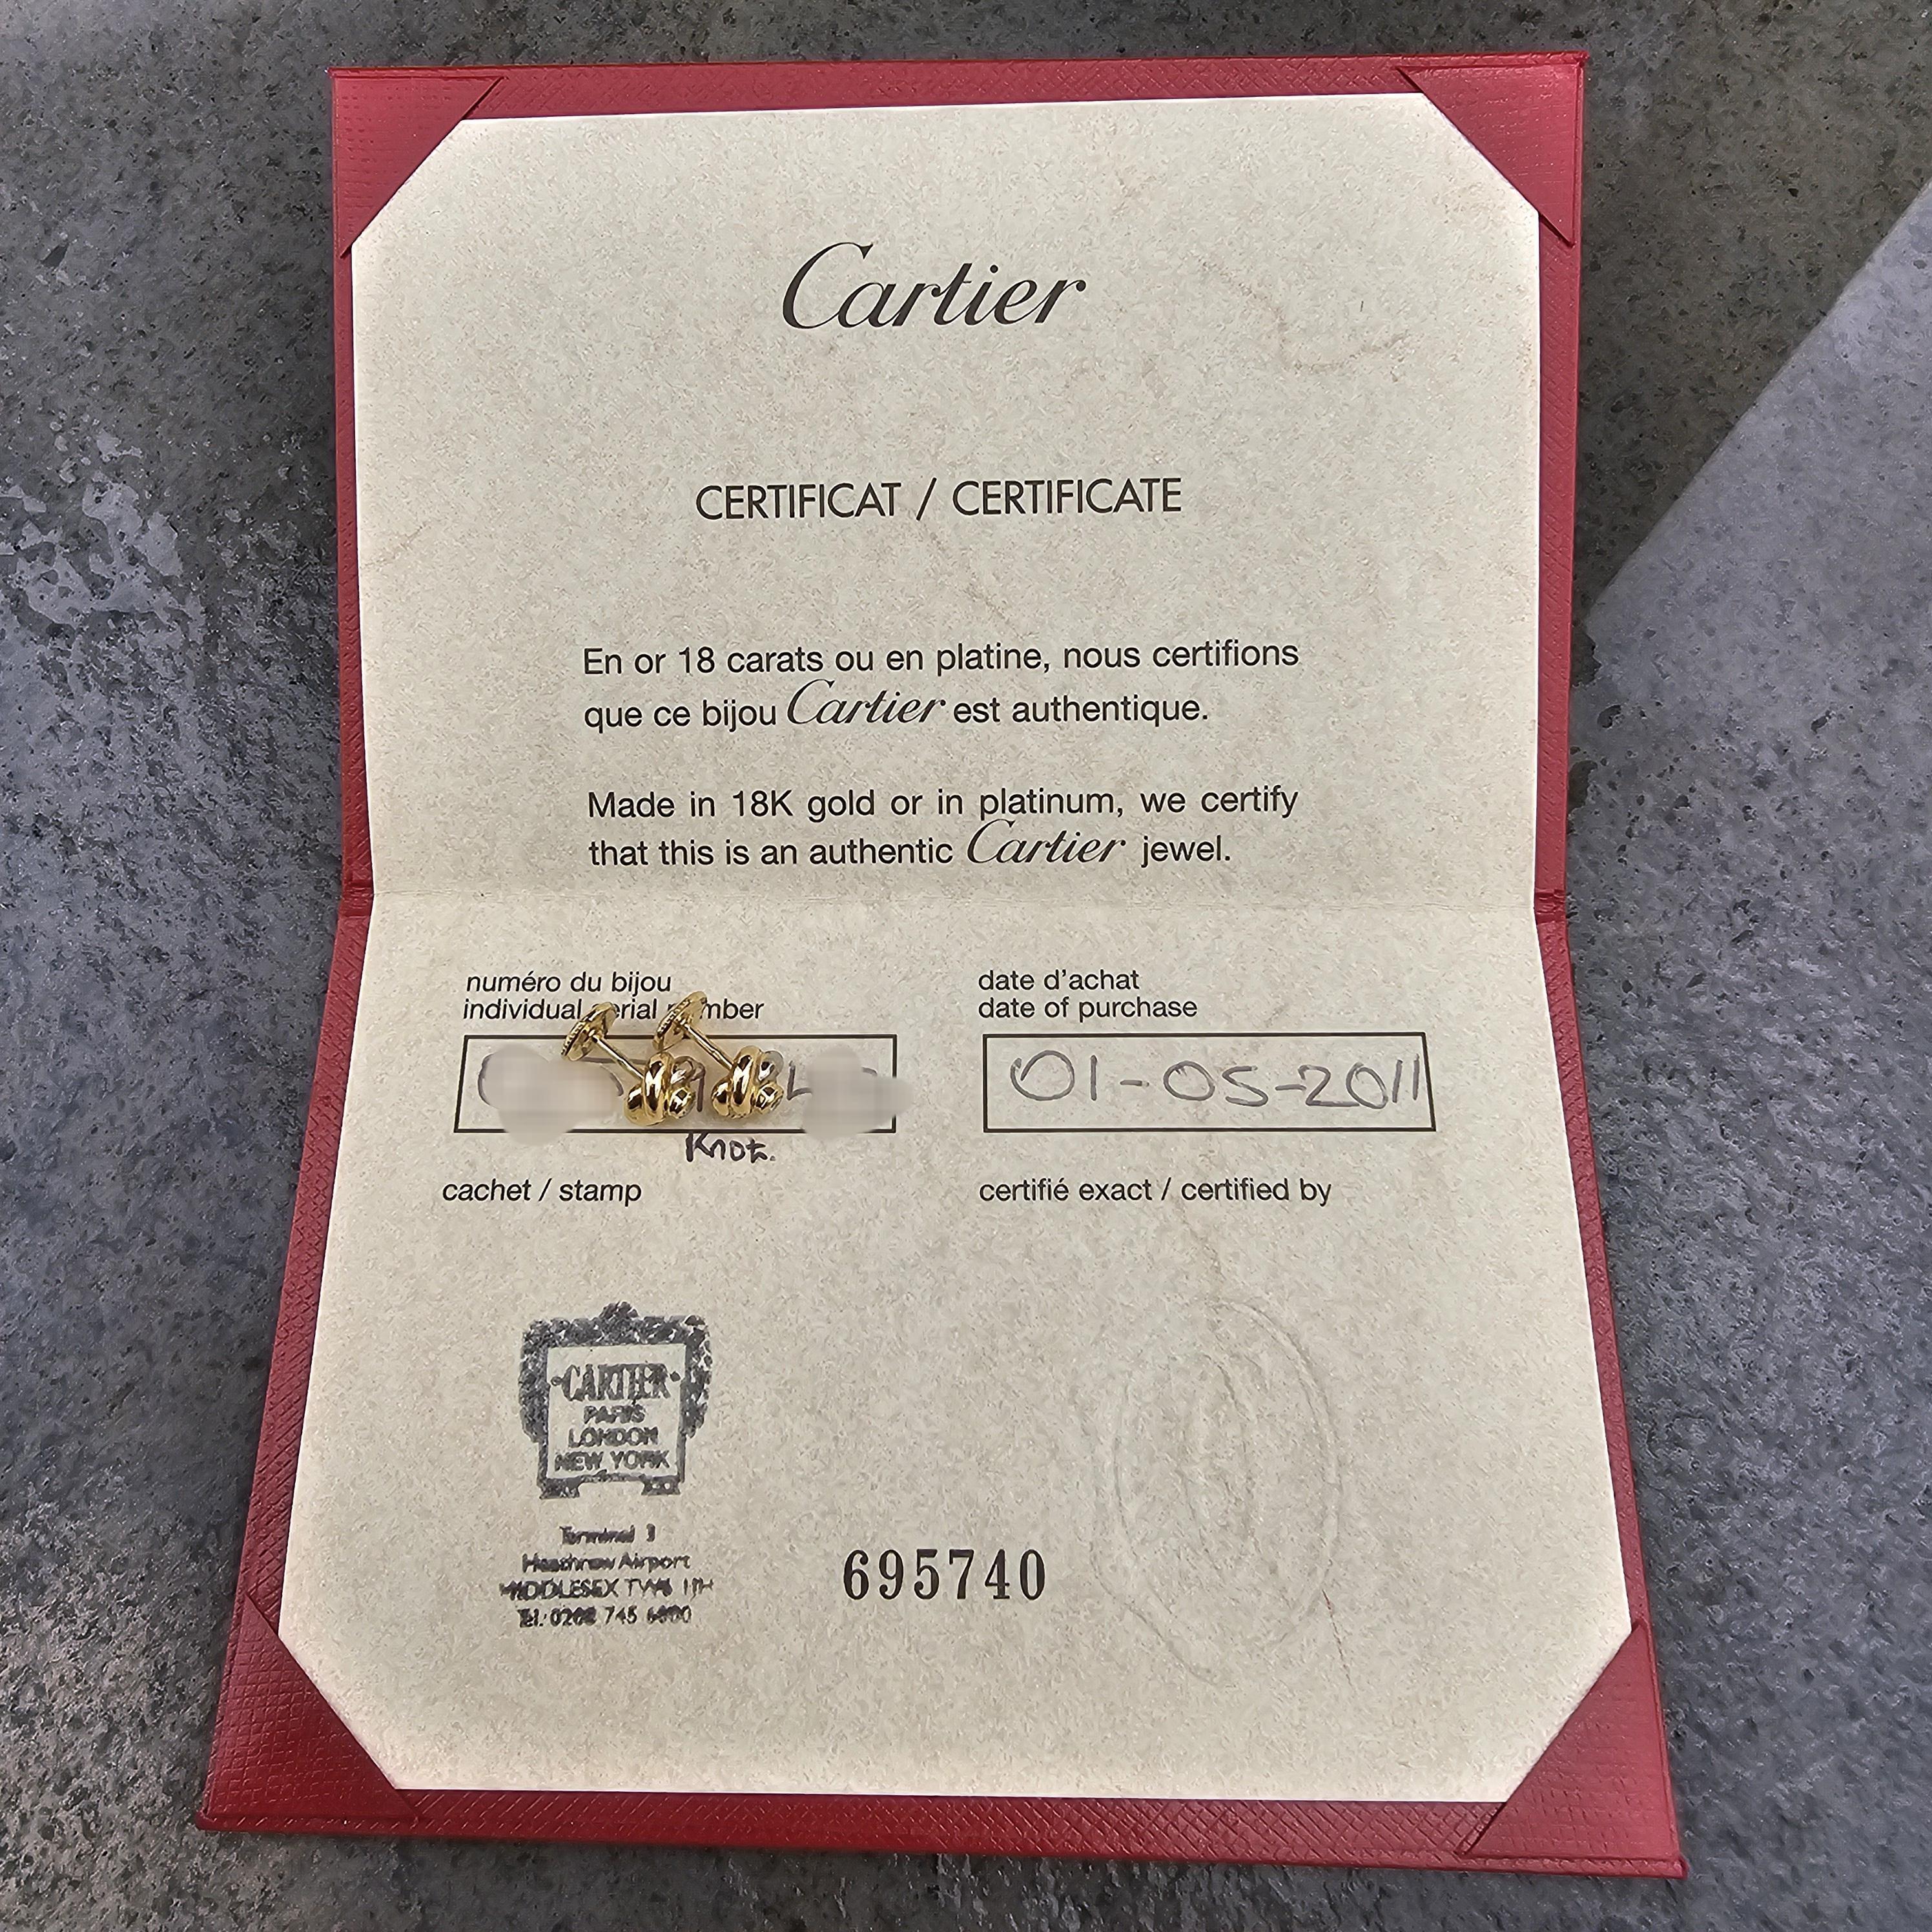 Cartier
CERTIFICAT / CERTIFICATE
En or 18 carats ou en platine, nous certifions
que ce bijou Cartier est authentique.
Made in 18K gold or in platinum, we certify
that this is an authentic Cartier jewel.
numéro du bijou
individual
date d'achat
date of purchase
01-05-2011
Knot.
cachet / stamp
certifié exact / certified by
CARTIER
PARIS
LONDON
NEW YORK
Terminal 3
Heathrow Airport
MIDDLESEX
695740